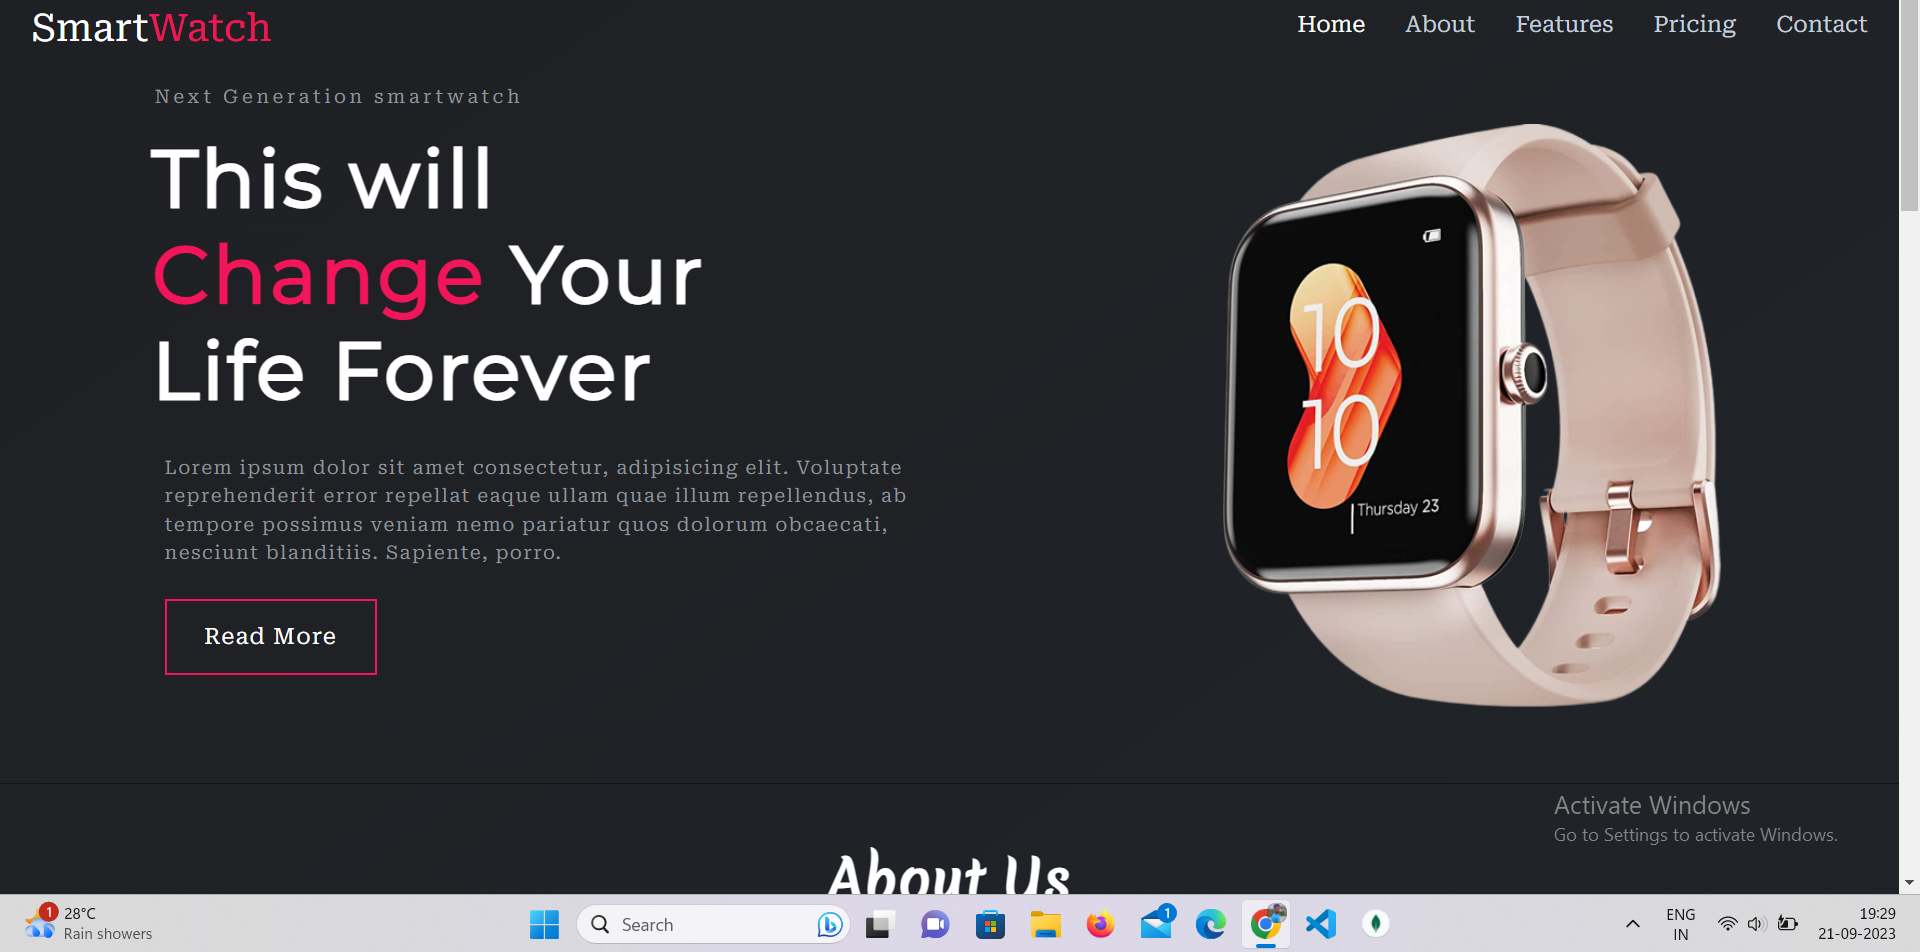 SmartWatch
Home About Features Pricing Contact
Next Generation smartwatch
This will
Change Your
Life Forever
Lorem ipsum dolor sit amet consectetur, adipisicing elit. Voluptate
reprehenderit error repellat eaque ullam quae illum repellendus, ab
tempore possimus veniam nemo pariatur quos dolorum obcaecati,
nesciunt blanditiis. Sapiente, porro.
Read More
10
10
Thursday 23
Activate Windows
Go to Settings to activate Windows.
About Us
1
28°C
Rain showers
Search
1
ENG
IN
19:29
21-09-2023